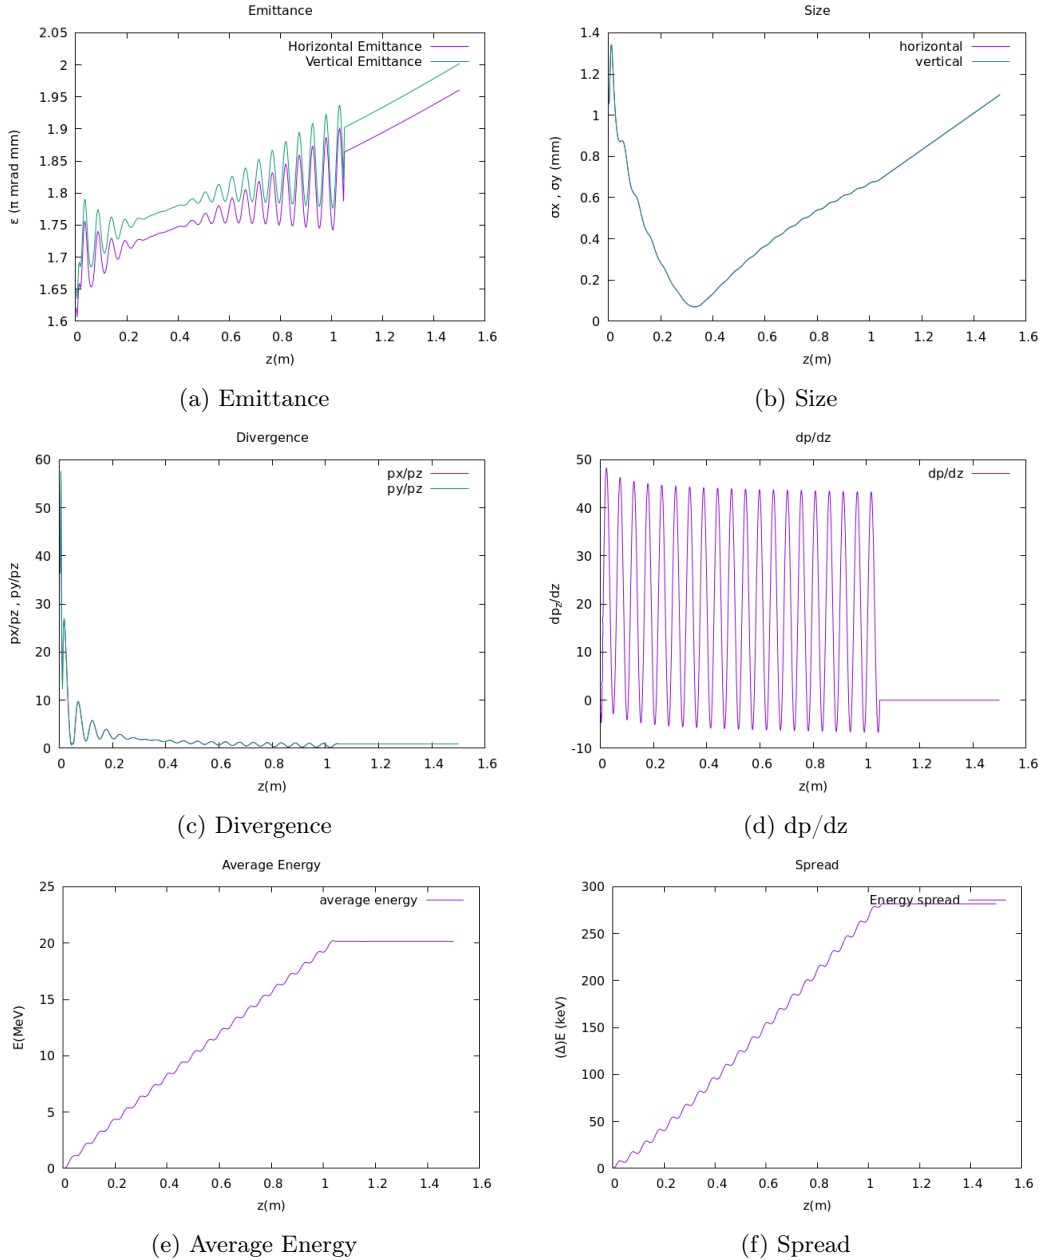 Emittance
2.05
2
1.95
1.9
1.85
1.8
1.75
1.7
1.65
1.6
ε (π mrad mm)
Horizontal Emittance
Vertical Emittance
0 0.2 0.4 0.6 0.8 1 1.2 1.4 1.6
z(m)
(a) Emittance
Size
1.4
1.2
1
0.8
0.6
0.4
0.2
0
σx , σy (mm)
horizontal
vertical
0 0.2 0.4 0.6 0.8 1 1.2 1.4 1.6
z(m)
(b) Size
Divergence
60
50
40
30
20
10
0
px/pz , py/pz
px/pz
py/pz
0 0.2 0.4 0.6 0.8 1 1.2 1.4 1.6
z(m)
(c) Divergence
dp/dz
50
40
30
20
10
0
-10
dpz/dz
dp/dz
0 0.2 0.4 0.6 0.8 1 1.2 1.4 1.6
z(m)
(d) dp/dz
Average Energy
25
20
15
10
5
0
E(MeV)
average energy
0 0.2 0.4 0.6 0.8 1 1.2 1.4 1.6
z(m)
(e) Average Energy
Spread
300
250
200
150
100
50
0
(Δ)E (keV)
Energy spread
0 0.2 0.4 0.6 0.8 1 1.2 1.4 1.6
z(m)
(f) Spread